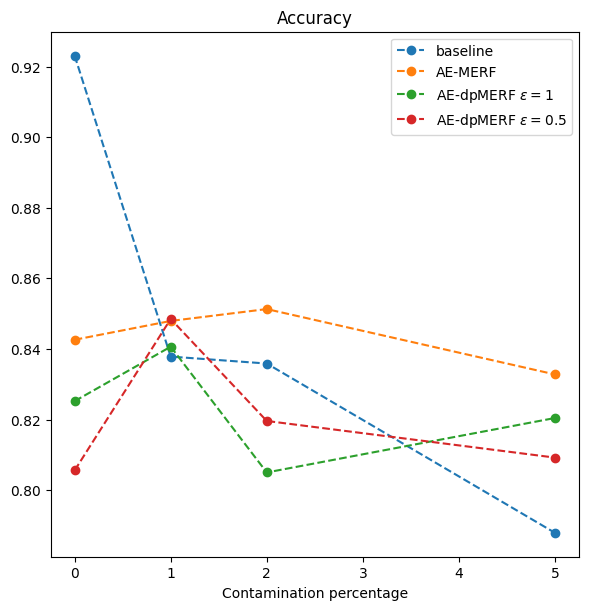 Accuracy
baseline
AE-MERF
AE-dpMERF ε = 1
AE-dpMERF ε = 0.5
0.92
0.90
0.88
0.86
0.84
0.82
0.80
0 1 2 3 4 5
Contamination percentage